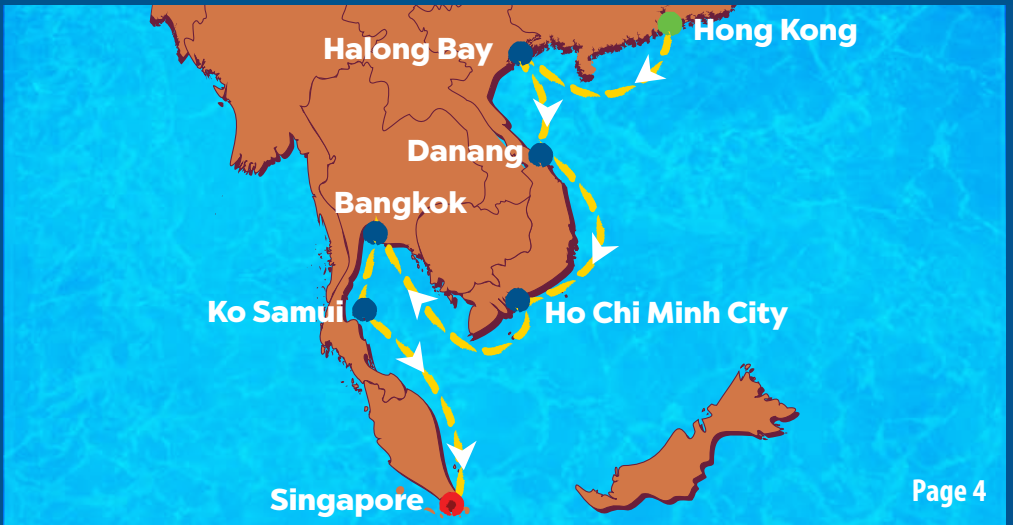 Hong Kong
Halong Bay
Danang
Bangkok
Ko Samui
Ho Chi Minh City
Singapore
Page 4